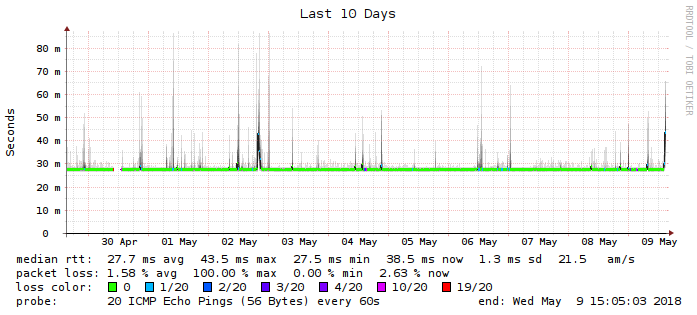 Last 10 Days
RRDTOOL / TOBI OETIKER
Seconds
80 m
70 m
60 m
50 m
40 m
30 m
20 m
10 m
0
30 Apr 01 May 02 May 03 May 04 May 05 May 06 May 07 May 08 May 09 May
median rtt: 27.7 ms avg 43.5 ms max 27.5 ms min 38.5 ms now 1.3 ms sd 21.5 am/s
packet loss: 1.58 % avg 100.00 % max 0.00 % min 2.63 % now
loss color: 0 1/20 2/20 3/20 4/20 10/20 19/20
probe: 20 ICMP Echo Pings (56 Bytes) every 60s end: Wed May 9 15:05:03 2018